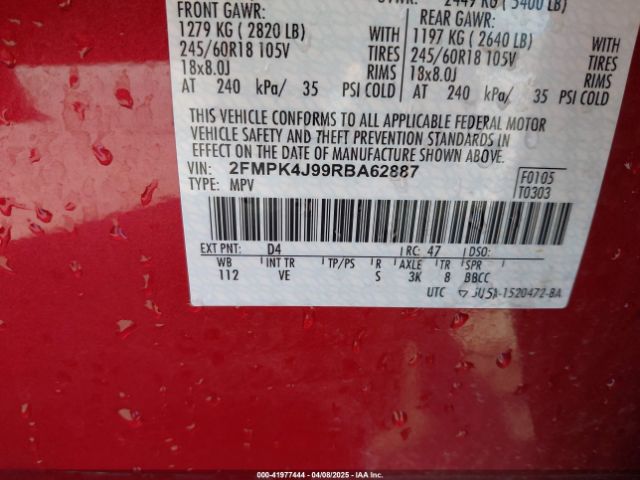 2449 KG (5400 LB)
FRONT GAWR:
1279 KG ( 2820 LB) WITH
245/60R18 105V TIRES
18x8.0J RIMS
AT 240 kPa/ 35 PSI COLD
REAR GAWR:
1197 KG ( 2640 LB) WITH
245/60R18 105V TIRES
18x8.0J RIMS
AT 240 kPa/ 35 PSI COLD
THIS VEHICLE CONFORMS TO ALL APPLICABLE FEDERAL MOTOR
VEHICLE SAFETY AND THEFT PREVENTION STANDARDS IN
EFFECT ON THE DATE OF MANUFACTURE SHOWN ABOVE.
VIN: 2FMPK4J99RBA62887
TYPE: MPV
F0105
T0303
EXT PNT: D4 RC: 47 DSO:
WB INT TR TP/PS R AXLE TR SPR
112 VE S 3K 8 BBCC
UTC
000-41977444 | 04/08/2025 | IAA Inc.